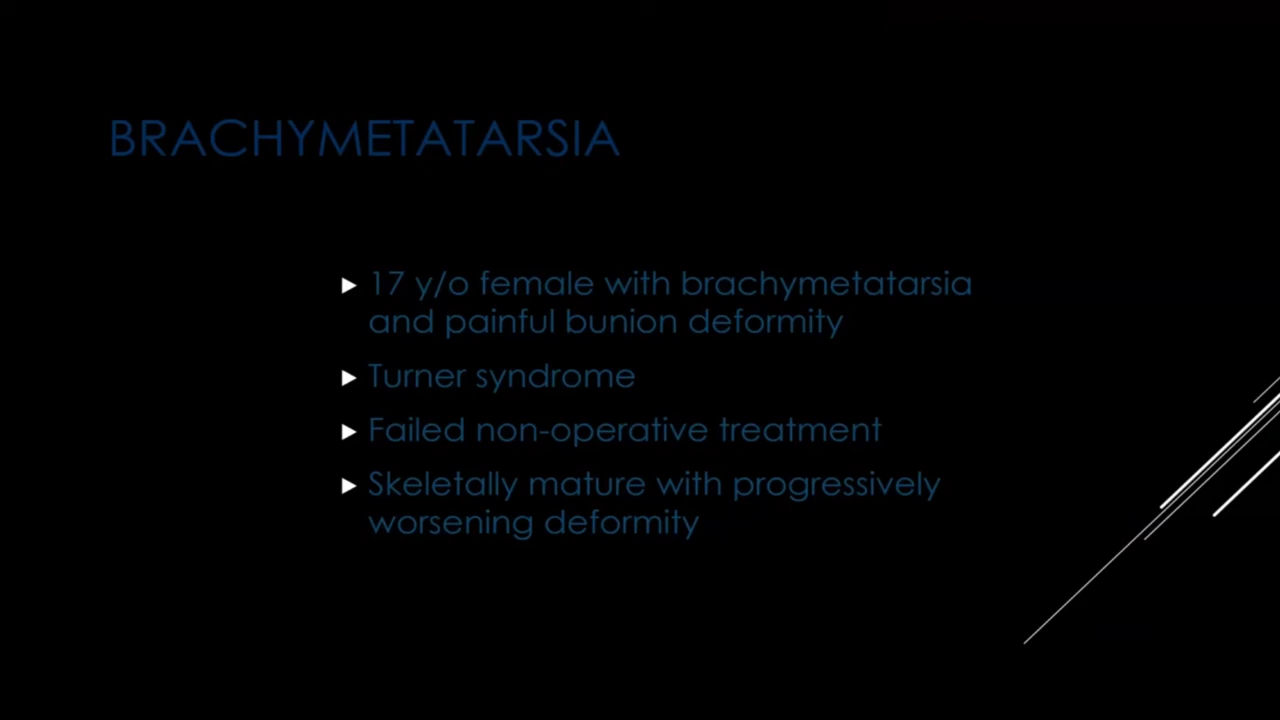 BRACHYMETATARSIA
17 y/o female with brachymetatarsia
and painful bunion deformity
Turner syndrome
Failed non-operative treatment
Skeletally mature with progressively
worsening deformity